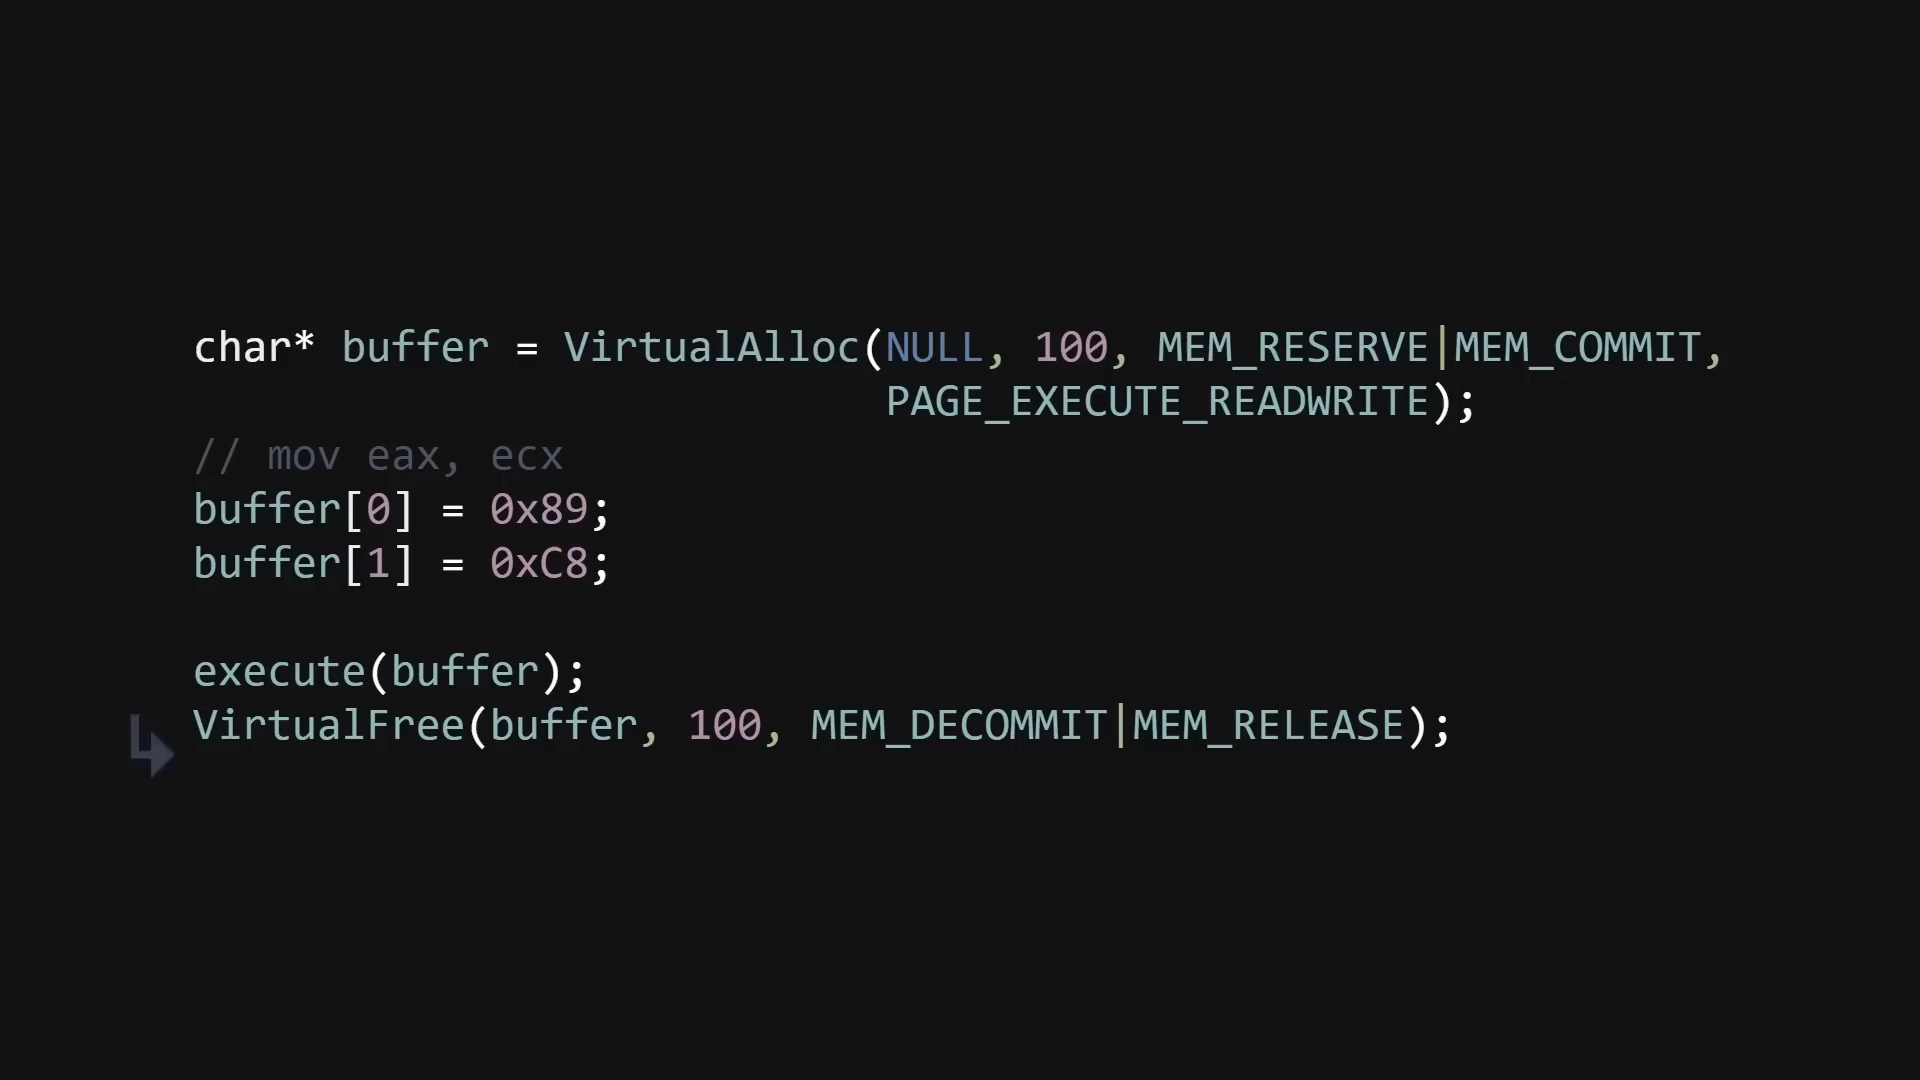 char* buffer = VirtualAlloc(NULL, 100, MEM_RESERVE|MEM_COMMIT,
PAGE_EXECUTE_READWRITE);
// mov eax, ecx
buffer[0] = 0x89;
buffer[1] = 0xC8;
execute(buffer);
VirtualFree(buffer, 100, MEM_DECOMMIT|MEM_RELEASE);